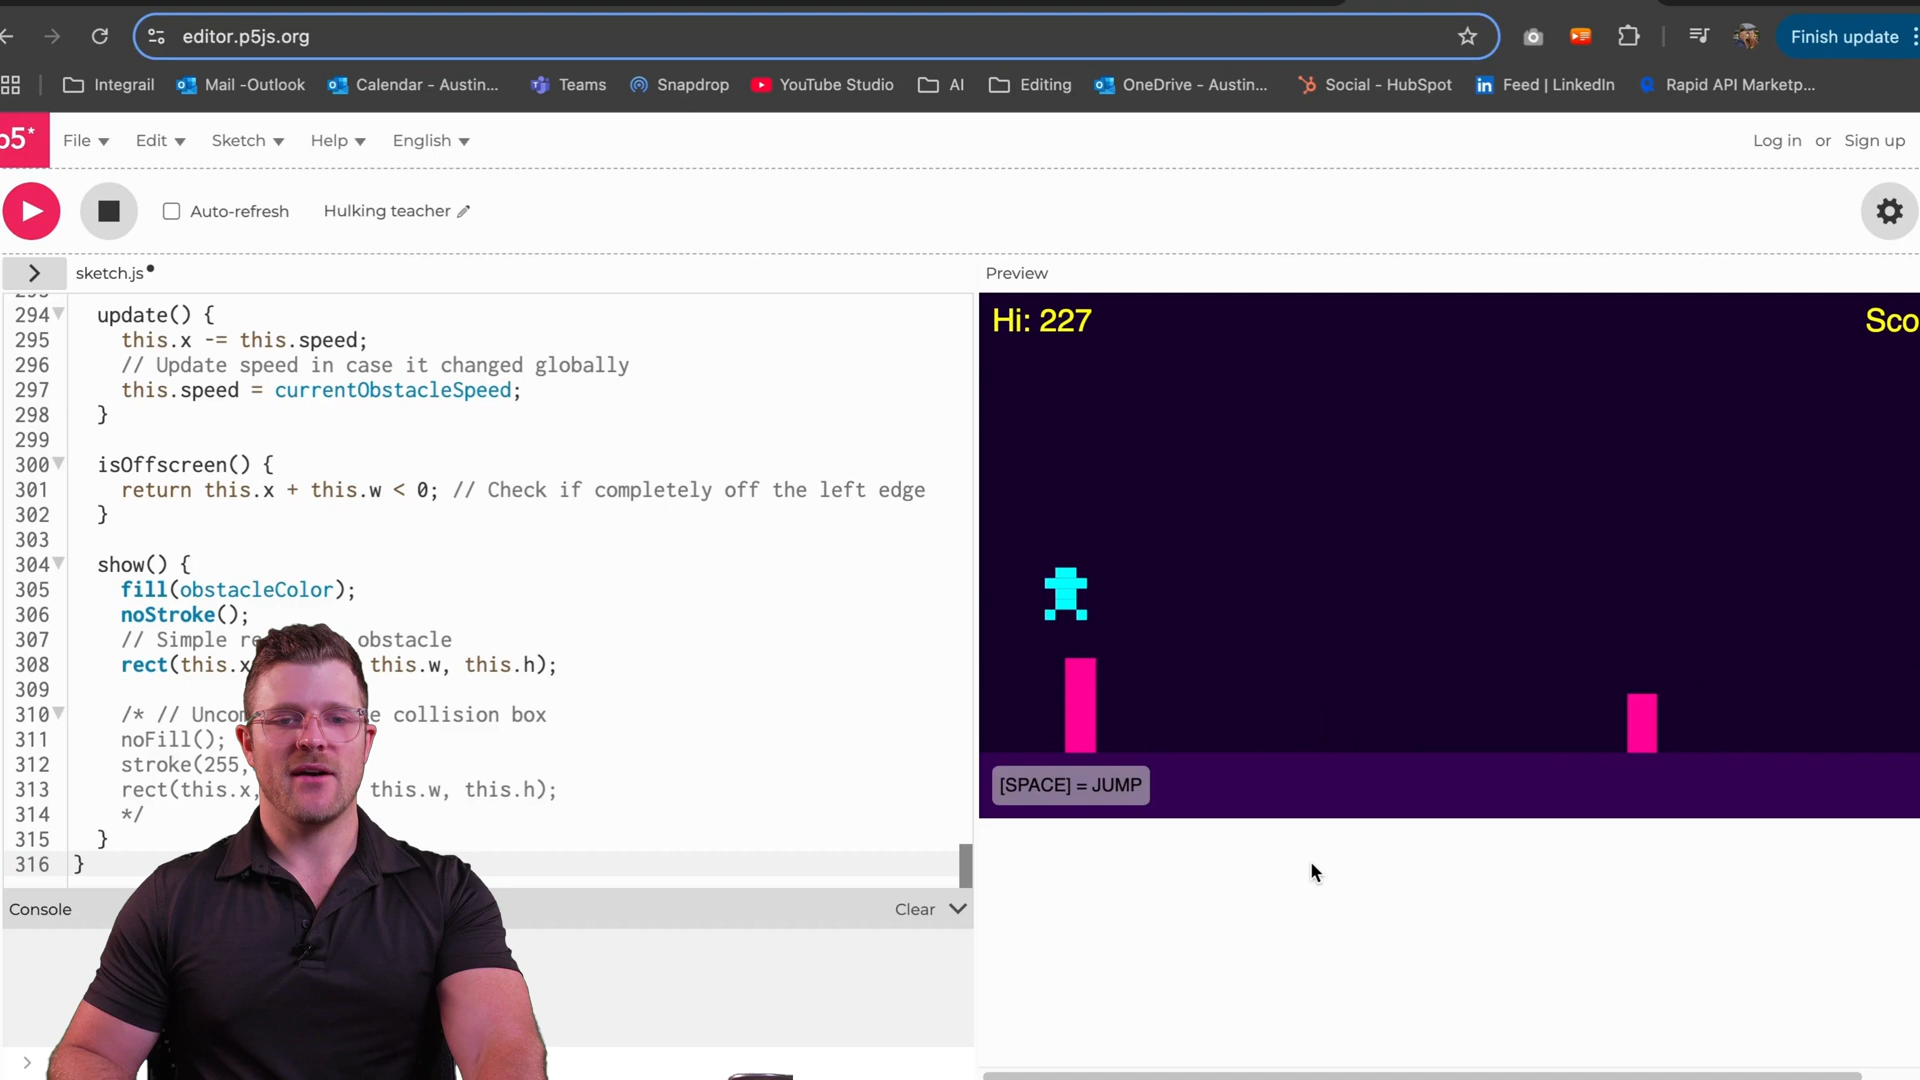 editor.p5js.org
Finish update
Integrail
Mail -Outlook
Calendar - Austin...
Teams
Snapdrop
YouTube Studio
AI
Editing
OneDrive - Austin...
Social - HubSpot
Feed | LinkedIn
Rapid API Marketp...
p5*
File
Edit
Sketch
Help
English
Log in or Sign up
Auto-refresh
Hulking teacher
sketch.js
Preview
294 update() {
295 this.x -= this.speed;
296 // Update speed in case it changed globally
297 this.speed = currentObstacleSpeed;
298 }
299
300 isOffscreen() {
301 return this.x + this.w < 0; // Check if completely off the left edge
302 }
303
304 show() {
305 fill(obstacleColor);
306 noStroke();
307 // Simple obstacle
308 rect(this.x this.w, this.h);
309
310 /* // collision box
311 noFill();
312 stroke(255,
313 rect(this.x, this.w, this.h);
314 */
315 }
316 }
Hi: 227
Sco
[SPACE] = JUMP
Console
Clear